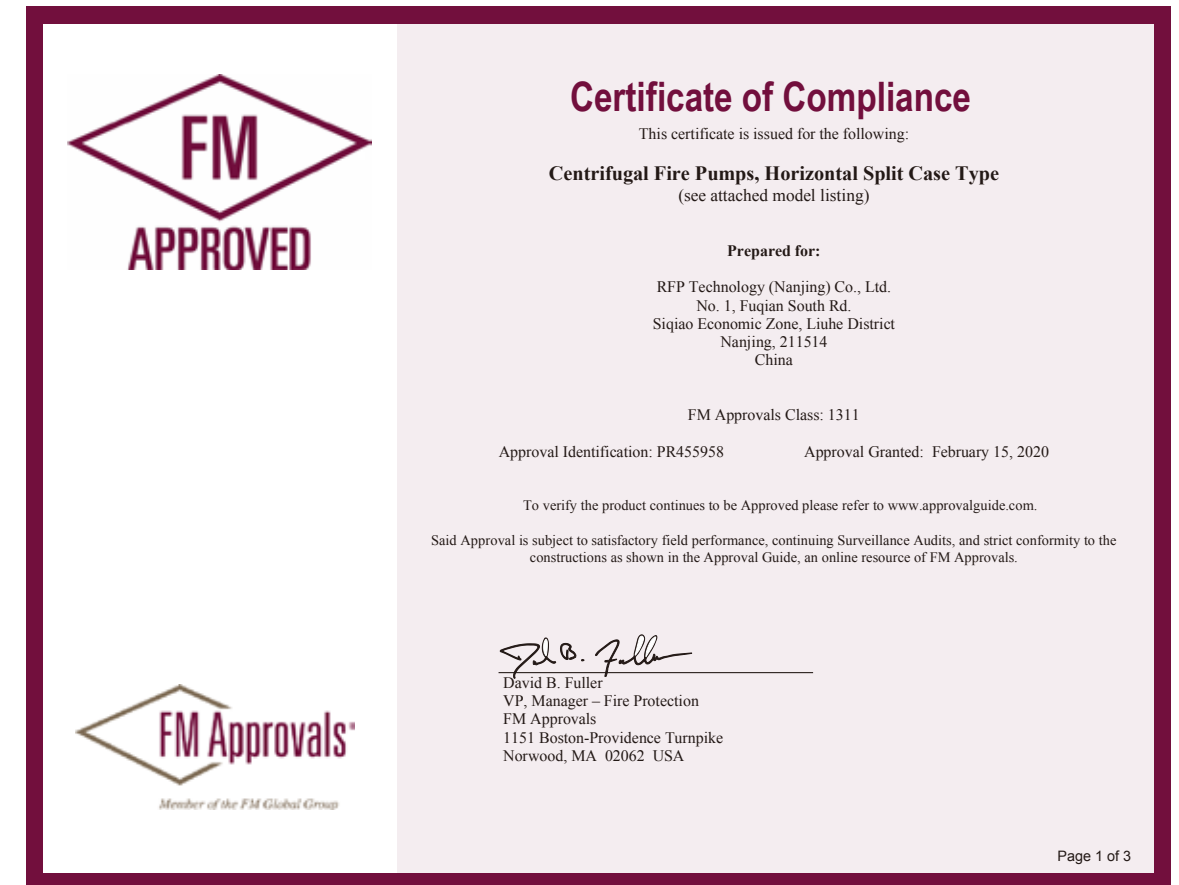 FM
APPROVED
Certificate of Compliance
This certificate is issued for the following:
Centrifugal Fire Pumps, Horizontal Split Case Type
(see attached model listing)
Prepared for:
RFP Technology (Nanjing) Co., Ltd.
No. 1, Fuqian South Rd.
Siqiao Economic Zone, Liuhe District
Nanjing, 211514
China
FM Approvals Class: 1311
Approval Identification: PR455958 Approval Granted: February 15, 2020
To verify the product continues to be Approved please refer to www.approvalguide.com.
Said Approval is subject to satisfactory field performance, continuing Surveillance Audits, and strict conformity to the
constructions as shown in the Approval Guide, an online resource of FM Approvals.
David B. Fuller
VP, Manager – Fire Protection
FM Approvals
1151 Boston-Providence Turnpike
Norwood, MA 02062 USA
FM Approvals
Member of the FM Global Group
Page 1 of 3